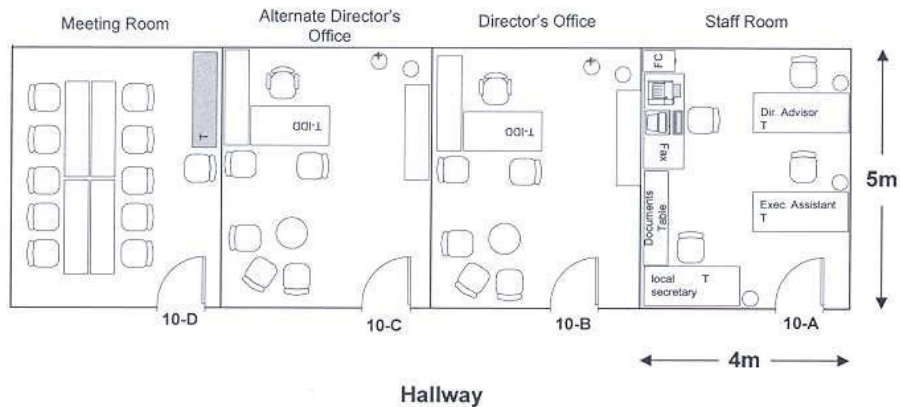 Meeting Room
Alternate Director's
Office
Director's Office
Staff Room
T
T-IDD
T-IDD
FC
Fax
Documents
Table
Dir. Advisor
T
Exec. Assistant
T
local T
secretary
5m
10-D
10-C
10-B
10-A
4m
Hallway